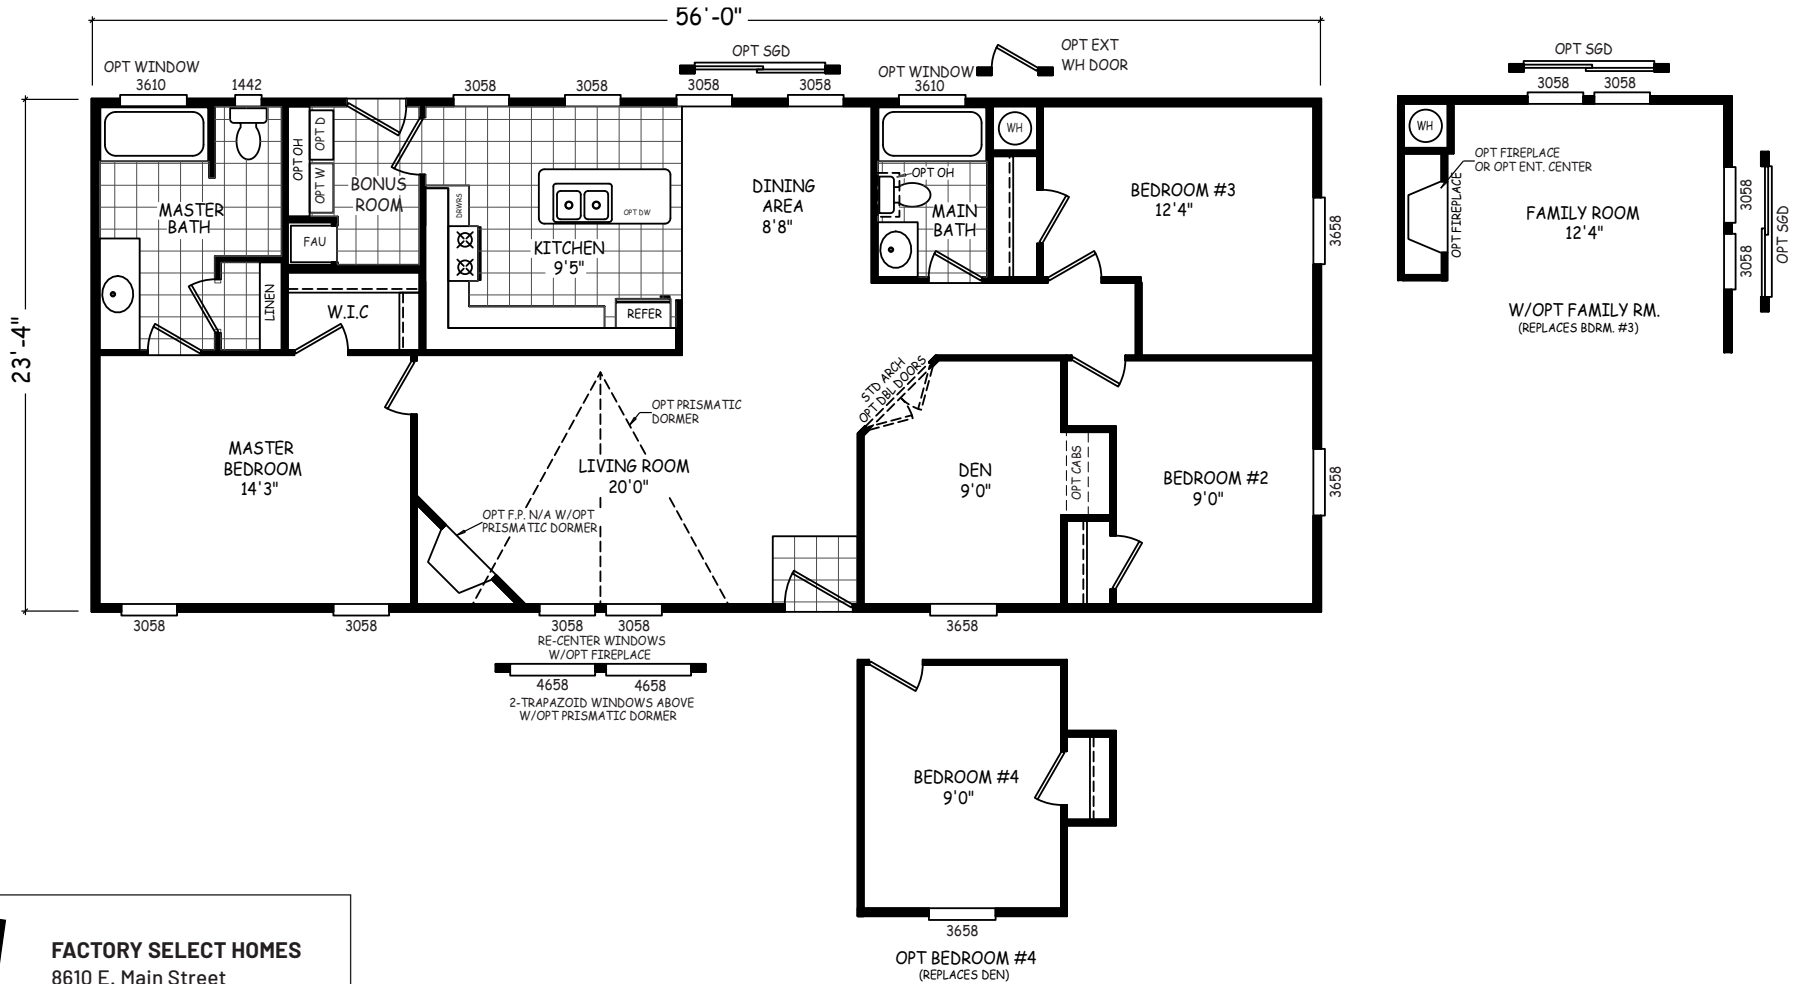 56'-0"
23'-4"
OPT WINDOW
3610
1442
3058
3058
OPT SGD
3058
3058
OPT WINDOW
3610
OPT EXT
WH DOOR
MASTER
BATH
LINEN
OPT OH
OPT D
OPT W
BONUS
ROOM
FAU
W.I.C
DRWRS
OPT DW
KITCHEN
9'5"
REFER
DINING
AREA
8'8"
OPT OH
MAIN
BATH
WH
BEDROOM #3
12'4"
3658
MASTER
BEDROOM
14'3"
OPT PRISMATIC
DORMER
LIVING ROOM
20'0"
OPT F.P. N/A W/OPT
PRISMATIC DORMER
STD ARCH
OPT DBL DOORS
DEN
9'0"
OPT CABS
BEDROOM #2
9'0"
3658
3058
3058
3058
3058
RE-CENTER WINDOWS
W/OPT FIREPLACE
4658
4658
2-TRAPAZOID WINDOWS ABOVE
W/OPT PRISMATIC DORMER
3658
OPT SGD
3058
3058
WH
OPT FIREPLACE
OR OPT ENT. CENTER
OPT FIREPLACE
FAMILY ROOM
12'4"
3058
3058
OPT SGD
W/OPT FAMILY RM.
(REPLACES BDRM. #3)
BEDROOM #4
9'0"
3658
OPT BEDROOM #4
(REPLACES DEN)
FACTORY SELECT HOMES
8610 E. Main Street